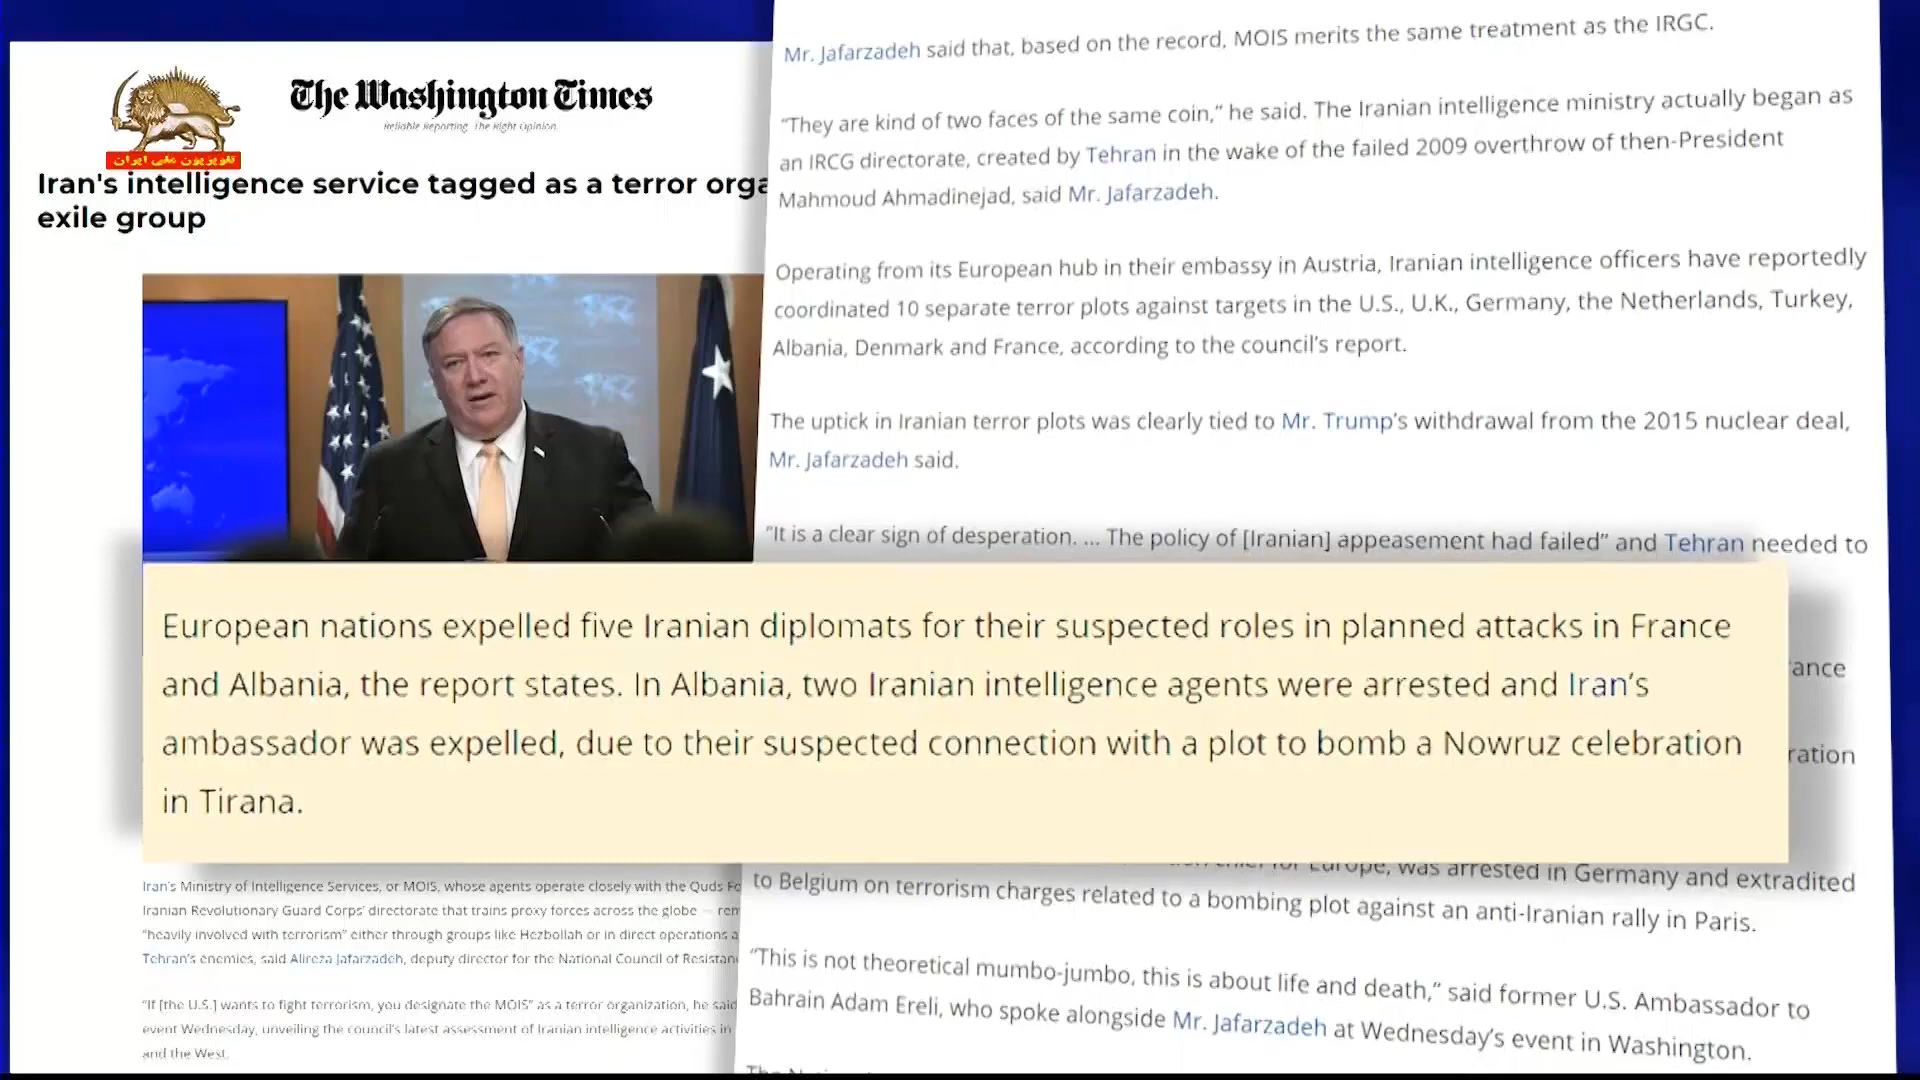 تلویزیون ملی ایران
The Washington Times
Reliable Reporting. The Right Opinion.
Iran's intelligence service tagged as a terror orga
exile group
Mr. Jafarzadeh said that, based on the record, MOIS merits the same treatment as the IRGC.
“They are kind of two faces of the same coin,” he said. The Iranian intelligence ministry actually began as
an IRCG directorate, created by Tehran in the wake of the failed 2009 overthrow of then-President
Mahmoud Ahmadinejad, said Mr. Jafarzadeh.
Operating from its European hub in their embassy in Austria, Iranian intelligence officers have reportedly
coordinated 10 separate terror plots against targets in the U.S., U.K., Germany, the Netherlands, Turkey,
Albania, Denmark and France, according to the council’s report.
The uptick in Iranian terror plots was clearly tied to Mr. Trump’s withdrawal from the 2015 nuclear deal,
Mr. Jafarzadeh said.
“It is a clear sign of desperation. ... The policy of [Iranian] appeasement had failed” and Tehran needed to
European nations expelled five Iranian diplomats for their suspected roles in planned attacks in France
and Albania, the report states. In Albania, two Iranian intelligence agents were arrested and Iran’s
ambassador was expelled, due to their suspected connection with a plot to bomb a Nowruz celebration
in Tirana.
ance
ration
for Europe, was arrested in Germany and extradited
to Belgium on terrorism charges related to a bombing plot against an anti-Iranian rally in Paris.
“This is not theoretical mumbo-jumbo, this is about life and death,” said former U.S. Ambassador to
Bahrain Adam Ereli, who spoke alongside Mr. Jafarzadeh at Wednesday’s event in Washington.
Iran’s Ministry of Intelligence Services, or MOIS, whose agents operate closely with the Quds Fo
Iranian Revolutionary Guard Corps’ directorate that trains proxy forces across the globe — rem
“heavily involved with terrorism” either through groups like Hezbollah or in direct operations a
Tehran’s enemies, said Alireza Jafarzadeh, deputy director for the National Council of Resistan
“If [the U.S.] wants to fight terrorism, you designate the MOIS” as a terror organization, he said
event Wednesday, unveiling the council’s latest assessment of Iranian intelligence activities in
and the West.